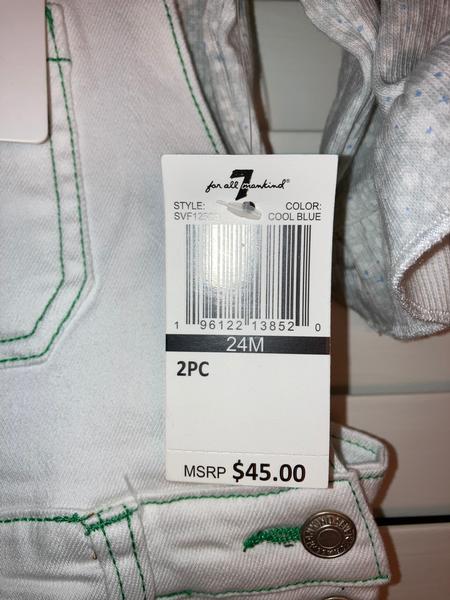 7
for all mankind®
STYLE: COLOR:
COOL BLUE
1 96122 13852 0
24M
2PC
MSRP $45.00